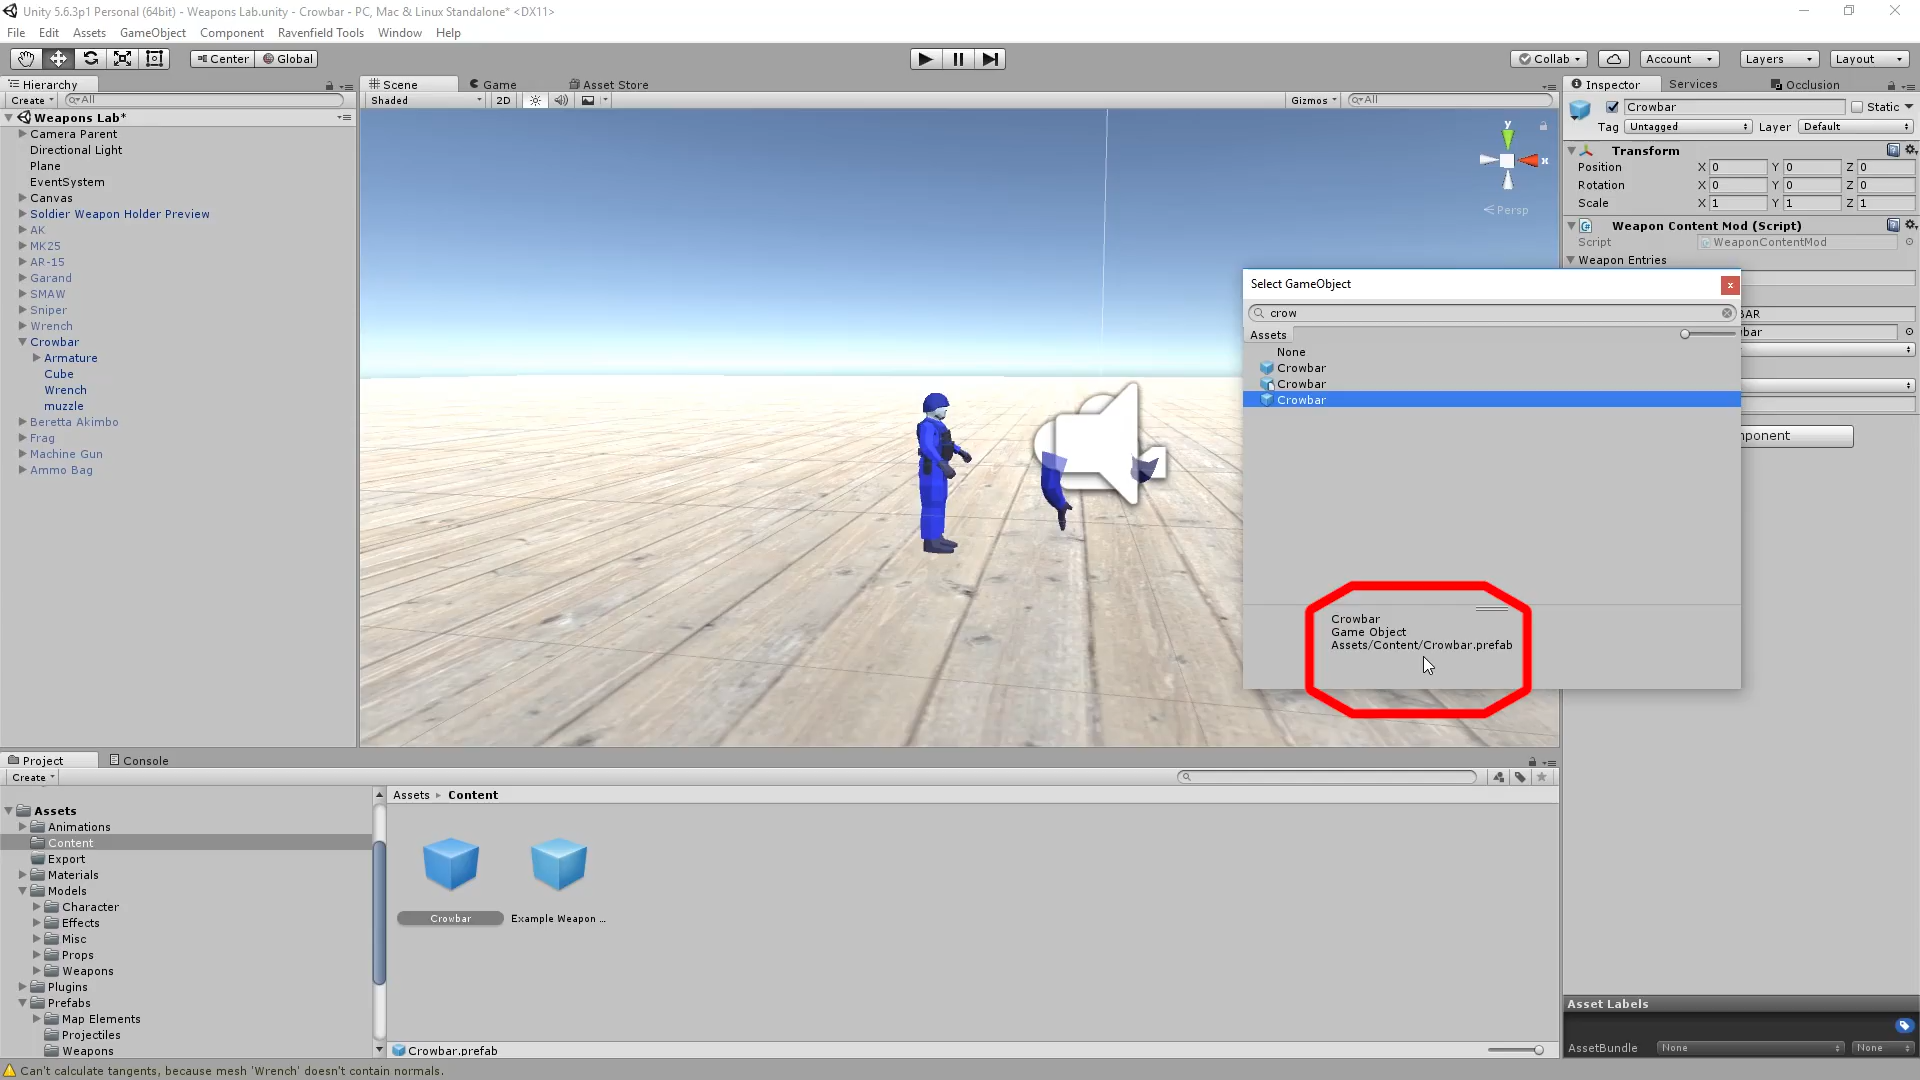 Unity 5.6.3p1 Personal (64bit) - Weapons Lab.unity - Crowbar - PC, Mac & Linux Standalone* <DX11>
File Edit Assets GameObject Component Ravenfield Tools Window Help
Center Global Collab Account Layers Layout
Hierarchy
Create All
Weapons Lab*
Camera Parent
Directional Light
Plane
EventSystem
Canvas
Soldier Weapon Holder Preview
AK
MK25
AR-15
Garand
SMAW
Sniper
Wrench
Crowbar
Armature
Cube
Wrench
muzzle
Beretta Akimbo
Frag
Machine Gun
Ammo Bag
Scene Game Asset Store
Shaded 2D Gizmos All
y
x
Persp
Select GameObject
crow
Assets
None
Crowbar
Crowbar
Crowbar
Crowbar
Game Object
Assets/Content/Crowbar.prefab
Inspector Services Occlusion
Crowbar Static
Tag Untagged Layer Default
Transform
Position X 0 Y 0 Z 0
Rotation X 0 Y 0 Z 0
Scale X 1 Y 1 Z 1
Weapon Content Mod (Script)
Script WeaponContentMod
Weapon Entries
BAR
bar
ponent
Asset Labels
AssetBundle None None
Project Console
Create
Assets
Animations
Content
Export
Materials
Models
Character
Effects
Misc
Props
Weapons
Plugins
Prefabs
Map Elements
Projectiles
Weapons
Assets Content
Crowbar Example Weapon ...
Crowbar.prefab
Can't calculate tangents, because mesh 'Wrench' doesn't contain normals.